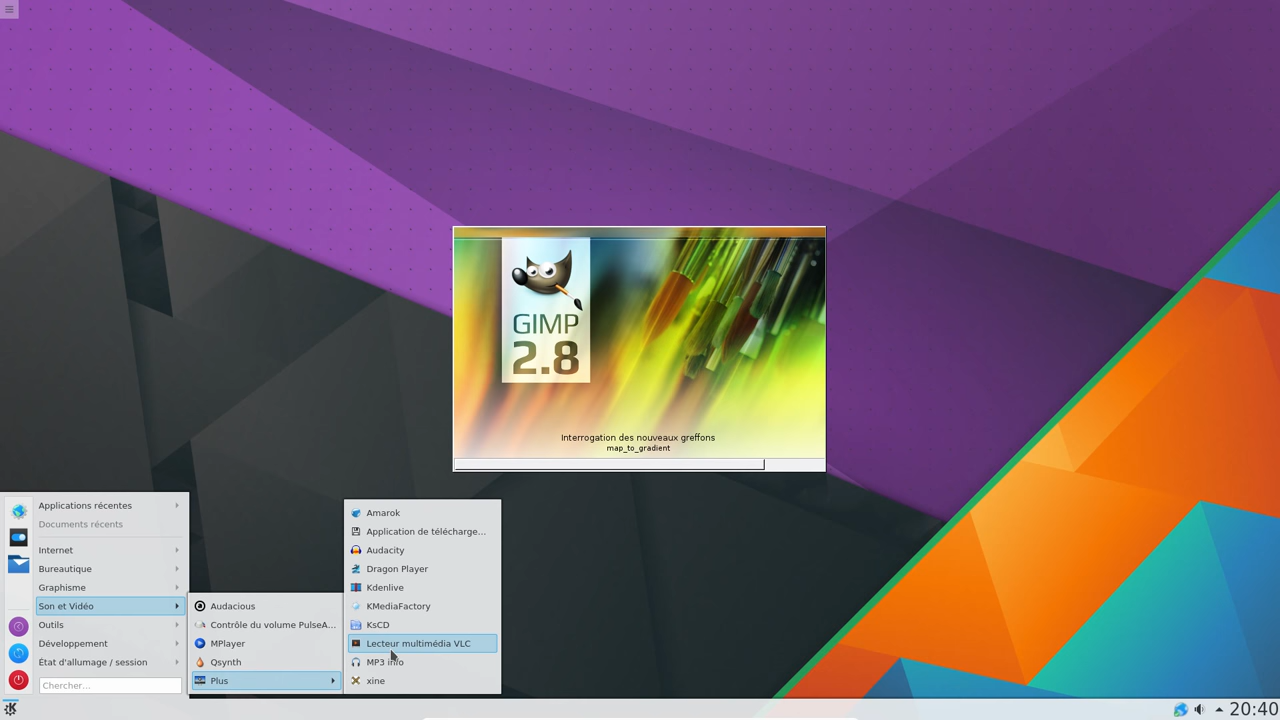 GIMP
2.8
Interrogation des nouveaux greffons
map_to_gradient
Applications récentes
Documents récents
Internet
Bureautique
Graphisme
Son et Vidéo
Outils
Développement
État d'allumage / session
Chercher...
Audacious
Contrôle du volume PulseA...
MPlayer
Qsynth
Plus
Amarok
Application de télécharge...
Audacity
Dragon Player
Kdenlive
KMediaFactory
KsCD
Lecteur multimédia VLC
MP3 info
xine
20:40